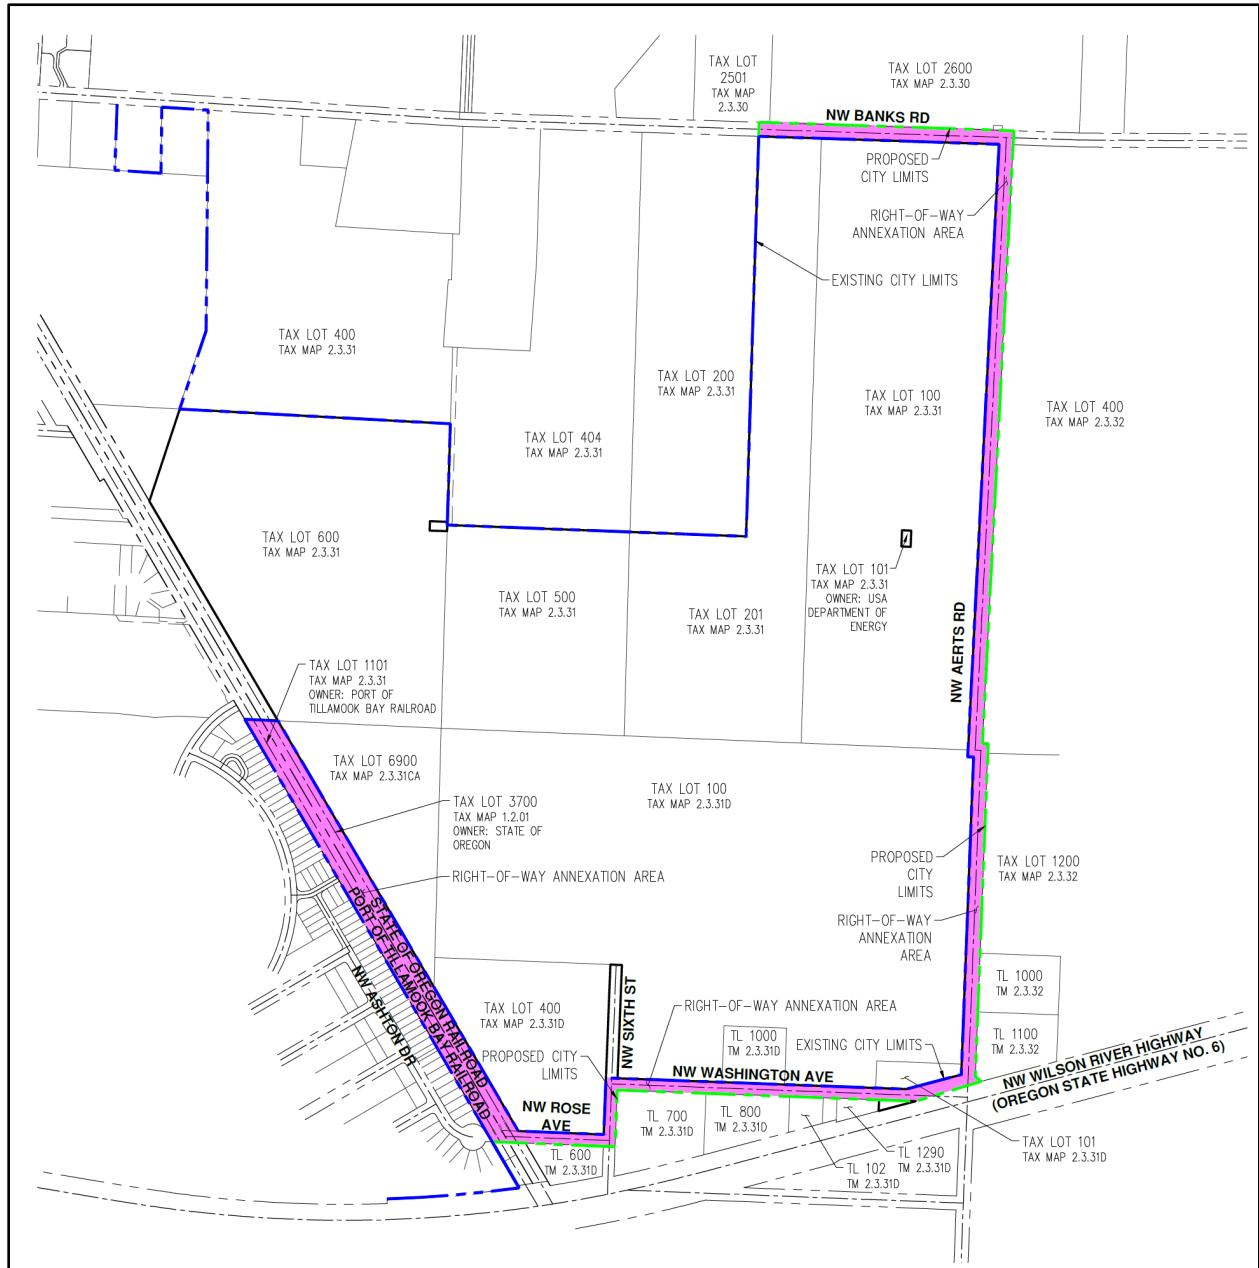 TAX LOT
2501
TAX MAP
2.3.30
TAX LOT 2600
TAX MAP 2.3.30
NW BANKS RD
PROPOSED
CITY LIMITS
RIGHT-OF-WAY
ANNEXATION AREA
EXISTING CITY LIMITS
TAX LOT 400
TAX MAP 2.3.31
TAX LOT 200
TAX MAP 2.3.31
TAX LOT 100
TAX MAP 2.3.31
TAX LOT 400
TAX MAP 2.3.32
TAX LOT 404
TAX MAP 2.3.31
TAX LOT 600
TAX MAP 2.3.31
TAX LOT 101
TAX MAP 2.3.31
OWNER: USA
DEPARTMENT OF
ENERGY
TAX LOT 500
TAX MAP 2.3.31
TAX LOT 201
TAX MAP 2.3.31
NW AERTS RD
TAX LOT 1101
TAX MAP 2.3.31
OWNER: PORT OF
TILLAMOOK BAY RAILROAD
TAX LOT 6900
TAX MAP 2.3.31CA
TAX LOT 100
TAX MAP 2.3.31D
TAX LOT 3700
TAX MAP 1.2.01
OWNER: STATE OF
OREGON
PROPOSED
CITY
LIMITS
TAX LOT 1200
TAX MAP 2.3.32
RIGHT-OF-WAY ANNEXATION AREA
RIGHT-OF-WAY
ANNEXATION
AREA
STATE OF OREGON RAILROAD
PORT OF TILLAMOOK BAY RAILROAD
NW ASHTON DR
TL 1000
TM 2.3.32
TAX LOT 400
TAX MAP 2.3.31D
NW SIXTH ST
RIGHT-OF-WAY ANNEXATION AREA
TL 1000
TM 2.3.31D
EXISTING CITY LIMITS
TL 1100
TM 2.3.32
PROPOSED CITY
LIMITS
NW WASHINGTON AVE
NW WILSON RIVER HIGHWAY
(OREGON STATE HIGHWAY NO. 6)
NW ROSE
AVE
TL 700
TM 2.3.31D
TL 800
TM 2.3.31D
TL 600
TM 2.3.31D
TL 102
TM 2.3.31D
TL 1290
TM 2.3.31D
TAX LOT 101
TAX MAP 2.3.31D